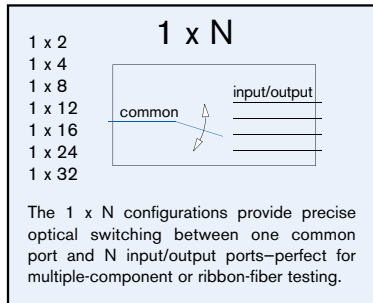 1 x N
1 x 2
1 x 4
1 x 8
1 x 12
1 x 16
1 x 24
1 x 32
input/output
common
The 1 x N configurations provide precise
optical switching between one common
port and N input/output ports–perfect for
multiple-component or ribbon-fiber testing.